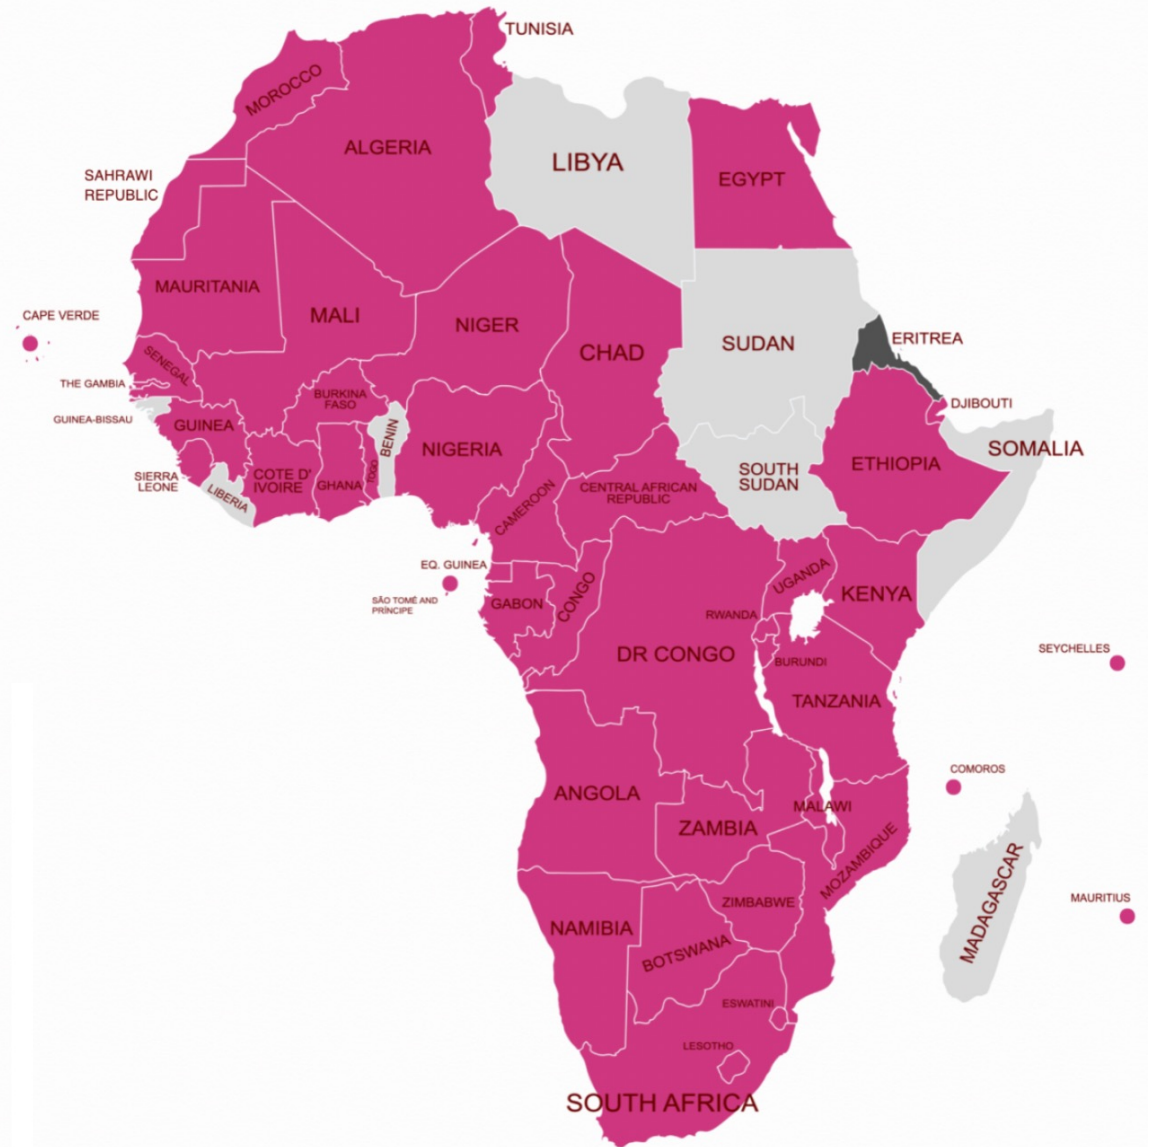 TUNISIA
MOROCCO
ALGERIA
LIBYA
EGYPT
SAHRAWI
REPUBLIC
MAURITANIA
MALI
NIGER
CHAD
SUDAN
ERITREA
CAPE VERDE
SENEGAL
THE GAMBIA
GUINEA-BISSAU
GUINEA
BURKINA
FASO
BENIN
NIGERIA
DJIBOUTI
SOMALIA
ETHIOPIA
SOUTH
SUDAN
SIERRA
LEONE
LIBERIA
COTE D'
IVOIRE
GHANA
TOGO
CAMEROON
CENTRAL AFRICAN
REPUBLIC
EQ. GUINEA
SÃO TOMÉ AND
PRÍNCIPE
GABON
CONGO
UGANDA
KENYA
RWANDA
DR CONGO
BURUNDI
TANZANIA
SEYCHELLES
COMOROS
ANGOLA
ZAMBIA
MALAWI
MOZAMBIQUE
MADAGASCAR
MAURITIUS
NAMIBIA
ZIMBABWE
BOTSWANA
ESWATINI
LESOTHO
SOUTH AFRICA